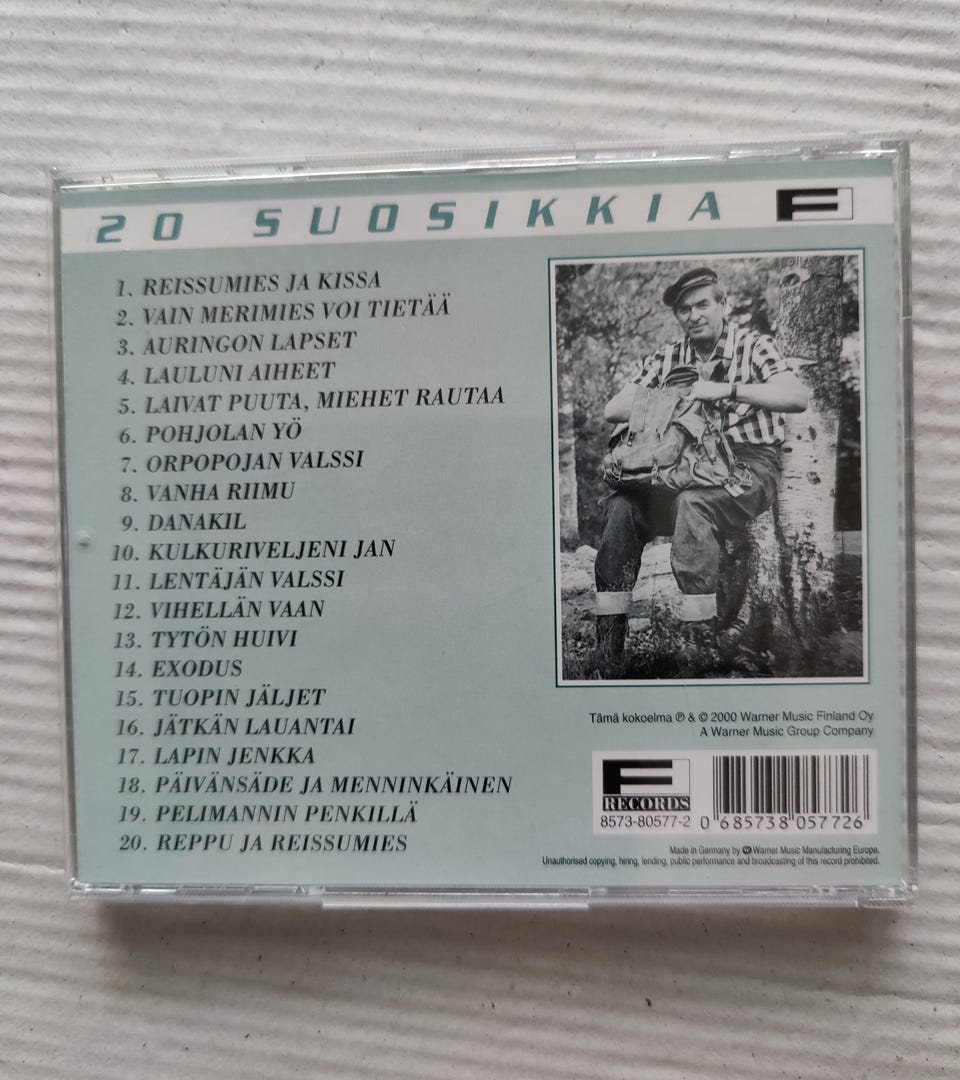 20 SUOSIKKIA F
1. REISSUMIES JA KISSA
2. VAIN MERIMIES VOI TIETÄÄ
3. AURINGON LAPSET
4. LAULUNI AIHEET
5. LAIVAT PUUTA, MIEHET RAUTAA
6. POHJOLAN YÖ
7. ORPOPOJAN VALSSI
8. VANHA RIIMU
9. DANAKIL
10. KULKURIVELJENI JAN
11. LENTÄJÄN VALSSI
12. VIHELLÄN VAAN
13. TYTÖN HUIVI
14. EXODUS
15. TUOPIN JÄLJET
16. JÄTKÄN LAUANTAI
17. LAPIN JENKKA
18. PÄIVÄNSÄDE JA MENNINKÄINEN
19. PELIMANNIN PENKILLÄ
20. REPPU JA REISSUMIES
Tämä kokoelma ℗ & © 2000 Warner Music Finland Oy
A Warner Music Group Company
F
RECORDS
8573-80577-2
0 685738 057726
Made in Germany by Warner Music Manufacturing Europe.
Unauthorised copying, hiring, lending, public performance and broadcasting of this record prohibited.